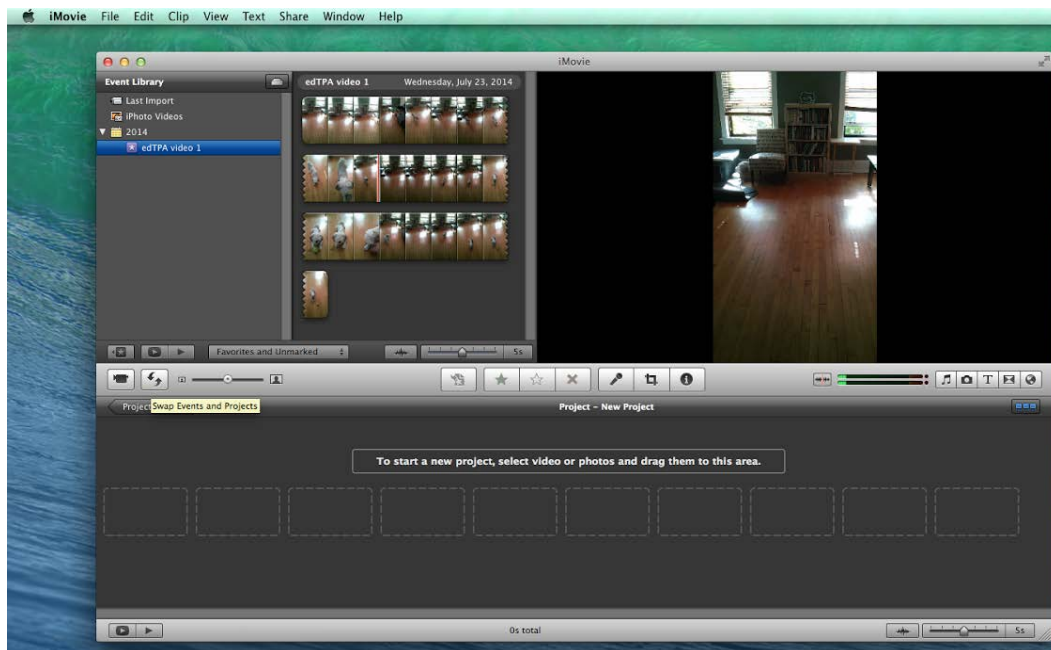 iMovie File Edit Clip View Text Share Window Help
iMovie
Event Library
edTPA video 1 Wednesday, July 23, 2014
Last Import
iPhoto Videos
2014
edTPA video 1
Favorites and Unmarked
5s
Project
Swap Events and Projects
Project – New Project
To start a new project, select video or photos and drag them to this area.
0s total
5s